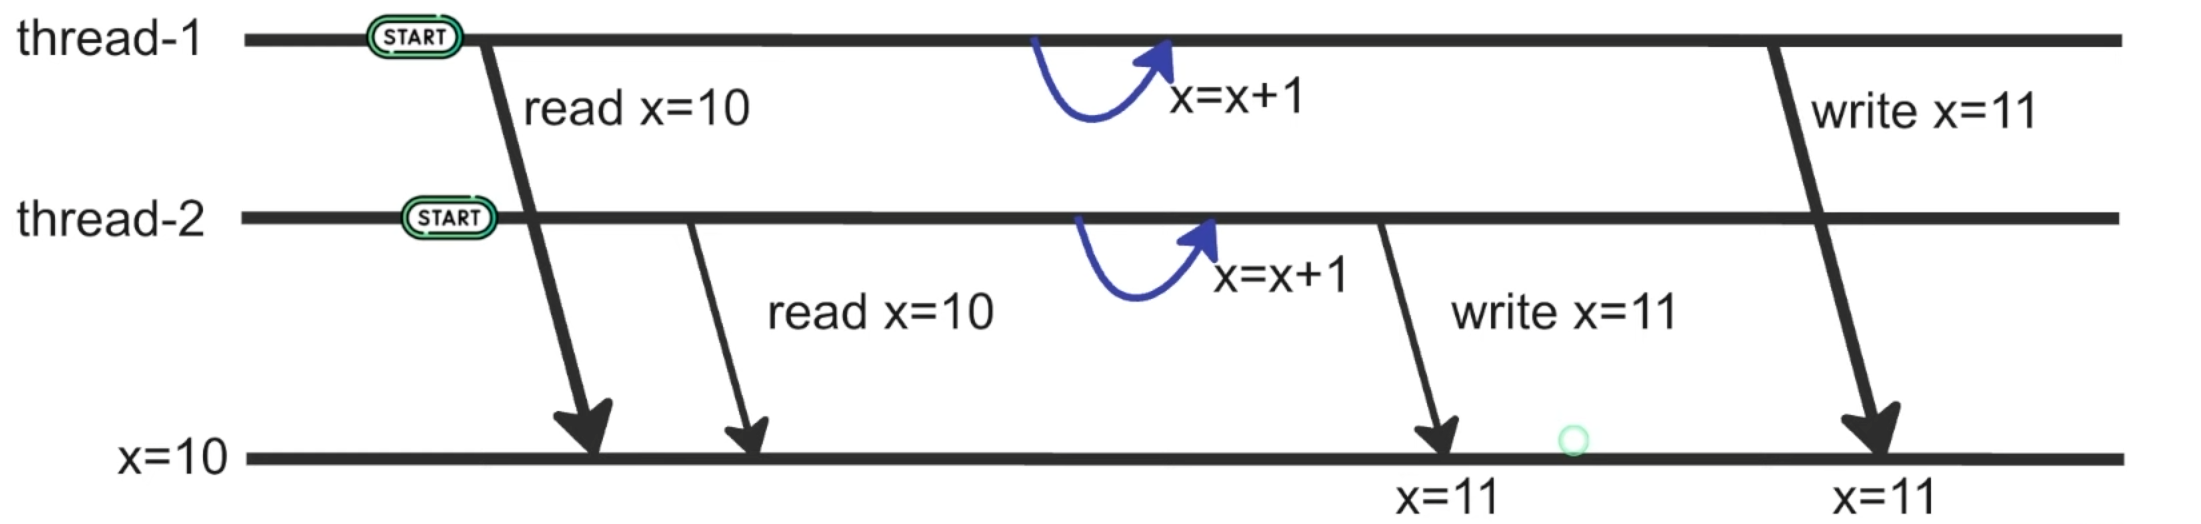 thread-1
START
read x=10
x=x+1
write x=11
thread-2
START
read x=10
x=x+1
write x=11
x=10
x=11
x=11